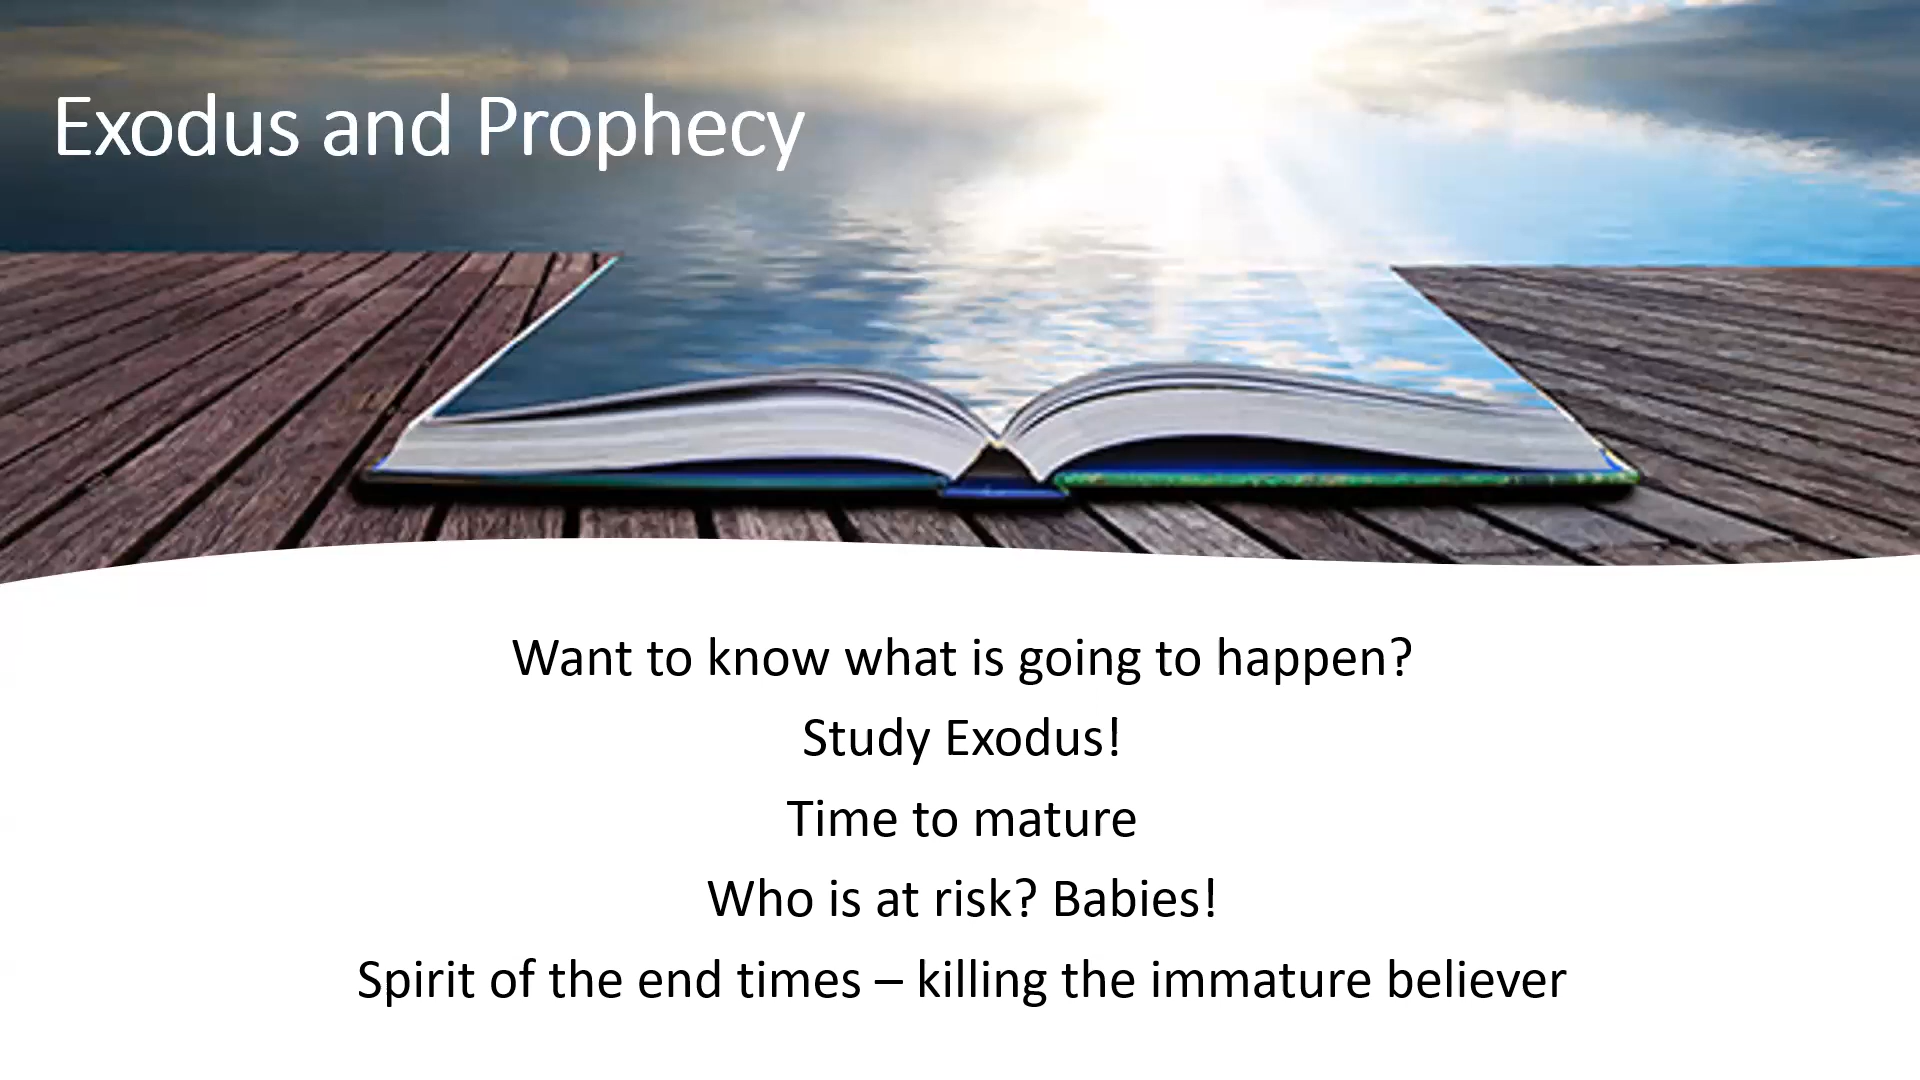 Exodus and Prophecy
Want to know what is going to happen?
Study Exodus!
Time to mature
Who is at risk? Babies!
Spirit of the end times – killing the immature believer